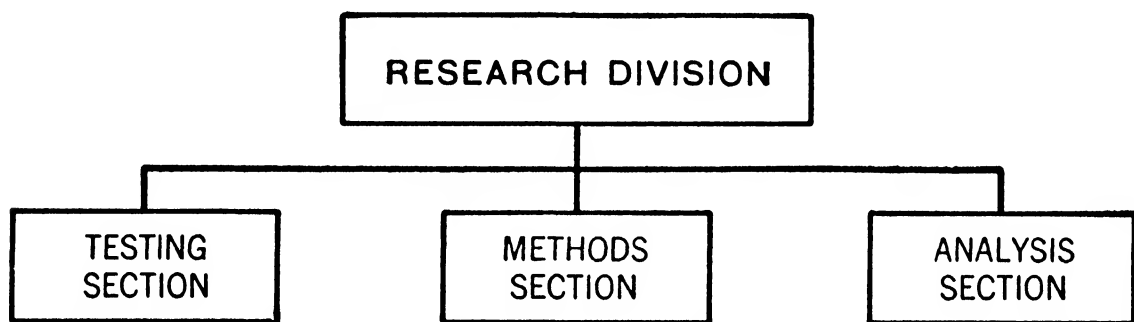 RESEARCH DIVISION
TESTING
SECTION
METHODS
SECTION
ANALYSIS
SECTION